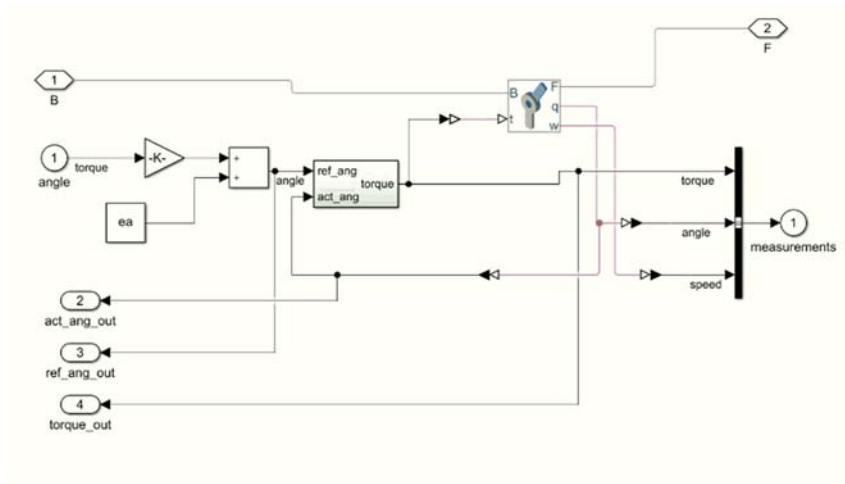 2
F
1
B
B
F
q
t
w
1
torque
angle
-K-
+
+
angle
ref_ang
torque
act_ang
torque
ea
angle
1
measurements
speed
2
act_ang_out
3
ref_ang_out
4
torque_out